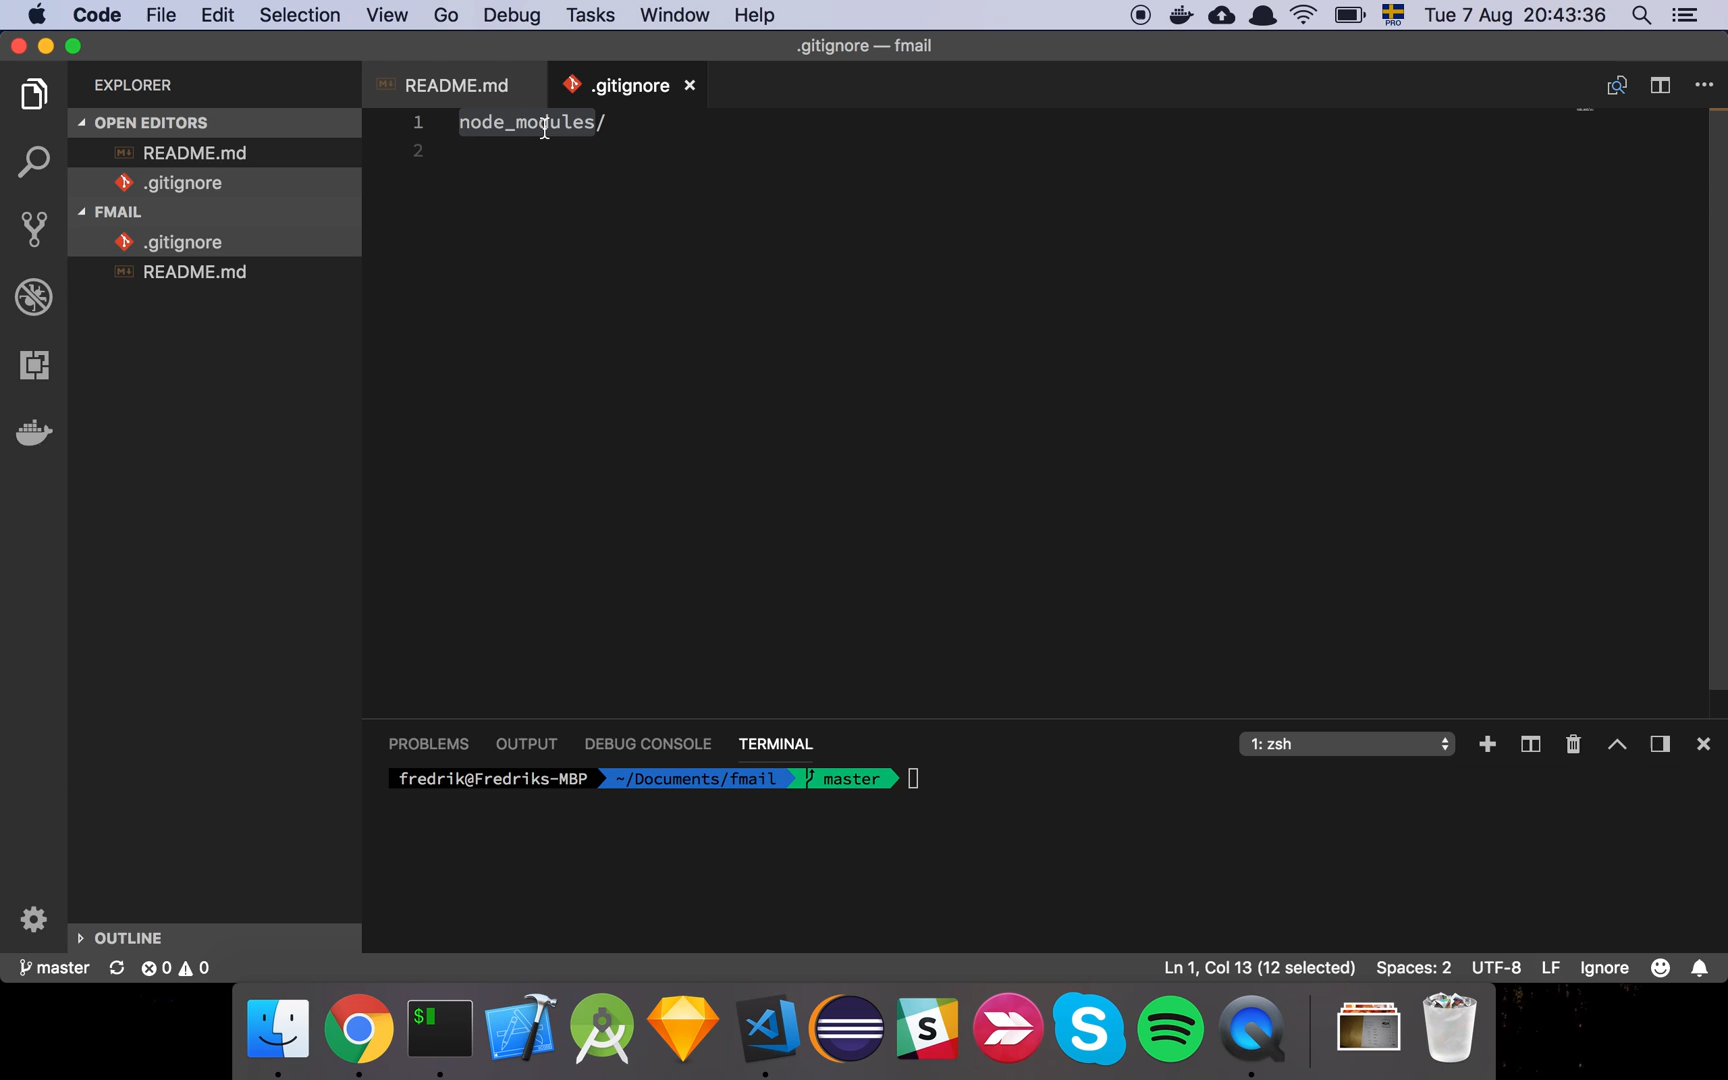 Code File Edit Selection View Go Debug Tasks Window Help PRO Tue 7 Aug 20:43:36
.gitignore — fmail
EXPLORER
OPEN EDITORS
README.md
.gitignore
FMAIL
.gitignore
README.md
OUTLINE
README.md .gitignore
1 node_modules/
2
PROBLEMS OUTPUT DEBUG CONSOLE TERMINAL 1: zsh
fredrik@Fredriks-MBP ~/Documents/fmail master
master 0 0 Ln 1, Col 13 (12 selected) Spaces: 2 UTF-8 LF Ignore
$
S S